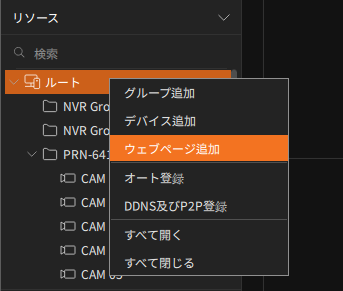 リソース
検索
ルート
NVR Gro
NVR Gro
PRN-641
CAM
CAM
CAM
CAM
CAM
グループ追加
デバイス追加
ウェブページ追加
オート登録
DDNS及びP2P登録
すべて開く
すべて閉じる